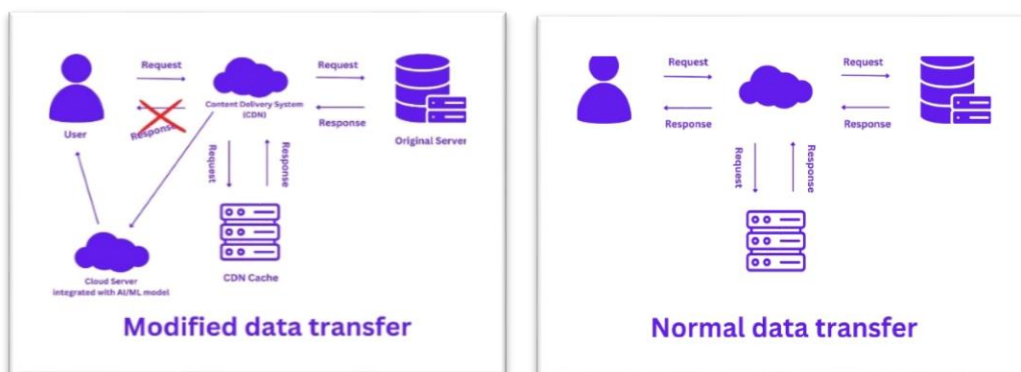 Request
Request
Content Delivery System
(CDN)
Response
Response
User
Original Server
Request
Response
CDN Cache
Cloud Server
integrated with AI/ML model
Modified data transfer
Request
Request
Response
Response
Request
Response
Normal data transfer